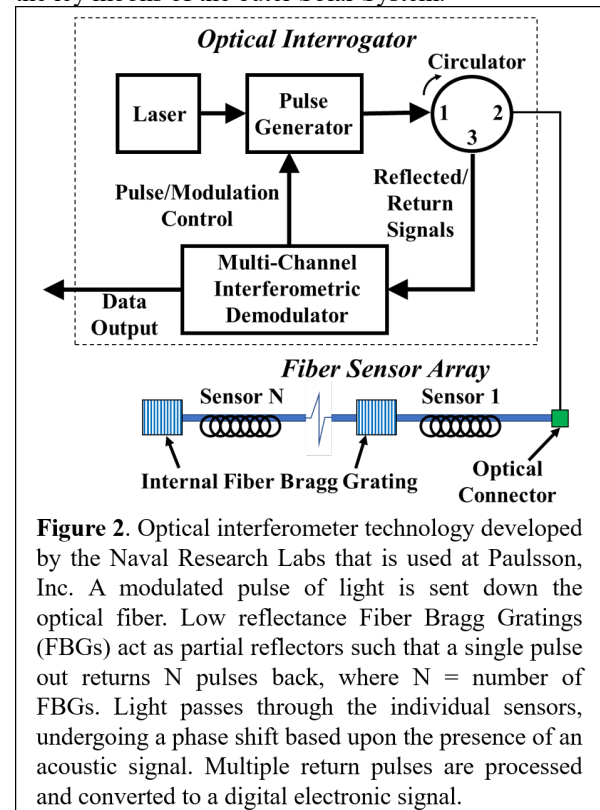 the icy moons of the outer Solar System.
Optical Interrogator
Circulator
Laser
Pulse
Generator
1
2
3
Pulse/Modulation
Control
Reflected/
Return
Signals
Multi-Channel
Interferometric
Demodulator
Data
Output
Fiber Sensor Array
Sensor N
Sensor 1
Internal Fiber Bragg Grating
Optical
Connector
Figure 2. Optical interferometer technology developed
by the Naval Research Labs that is used at Paulsson,
Inc. A modulated pulse of light is sent down the
optical fiber. Low reflectance Fiber Bragg Gratings
(FBGs) act as partial reflectors such that a single pulse
out returns N pulses back, where N = number of
FBGs. Light passes through the individual sensors,
undergoing a phase shift based upon the presence of an
acoustic signal. Multiple return pulses are processed
and converted to a digital electronic signal.